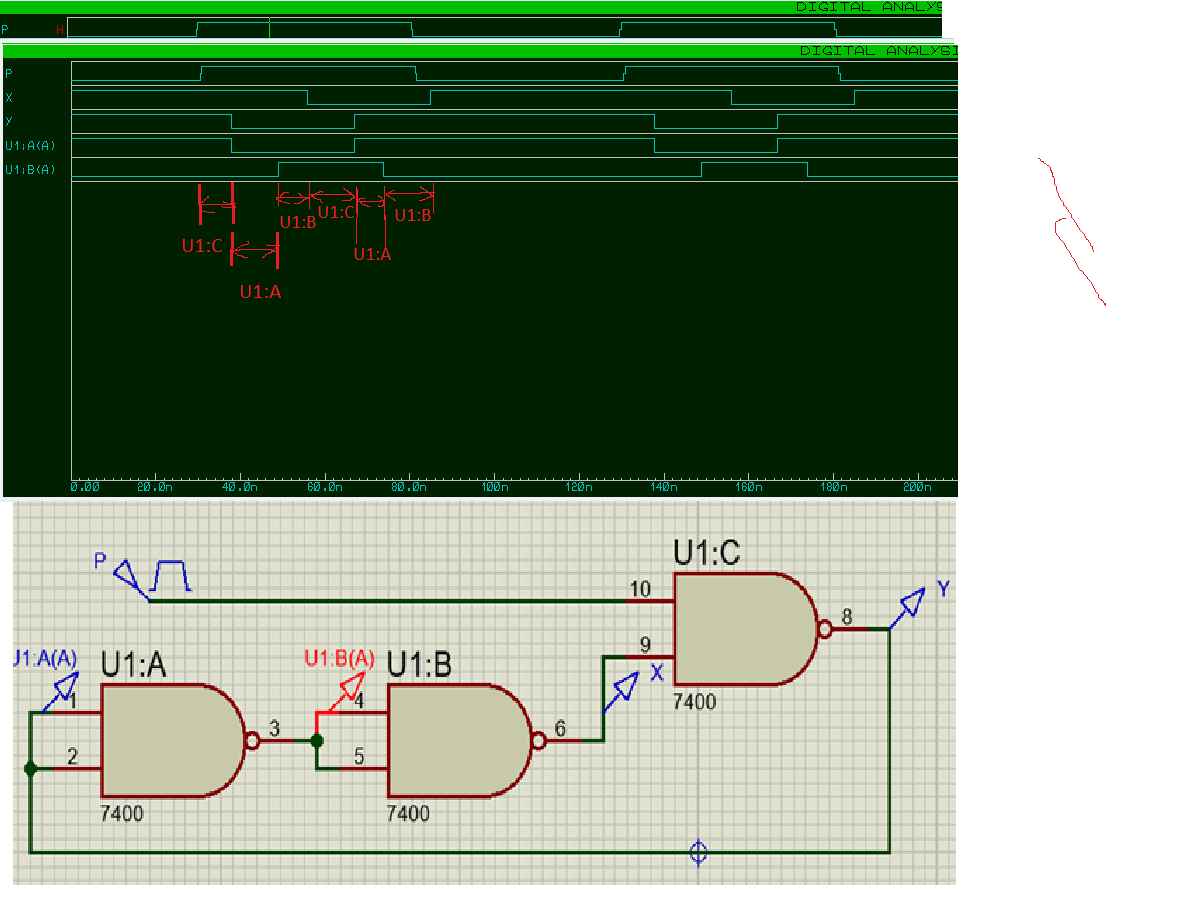 DIGITAL ANALYS
P H
DIGITAL ANALYSI
P
X
Y
U1:A(A)
U1:B(A)
U1:C
U1:A
U1:B
U1:C
U1:A
U1:B
0.00 20.0n 40.0n 60.0n 80.0n 100n 120n 140n 160n 180n 200n
U1:C
P
10
8
Y
9
X
7400
J1:A(A)
U1:A
U1:B(A)
U1:B
1
2
3
4
5
6
7400
7400